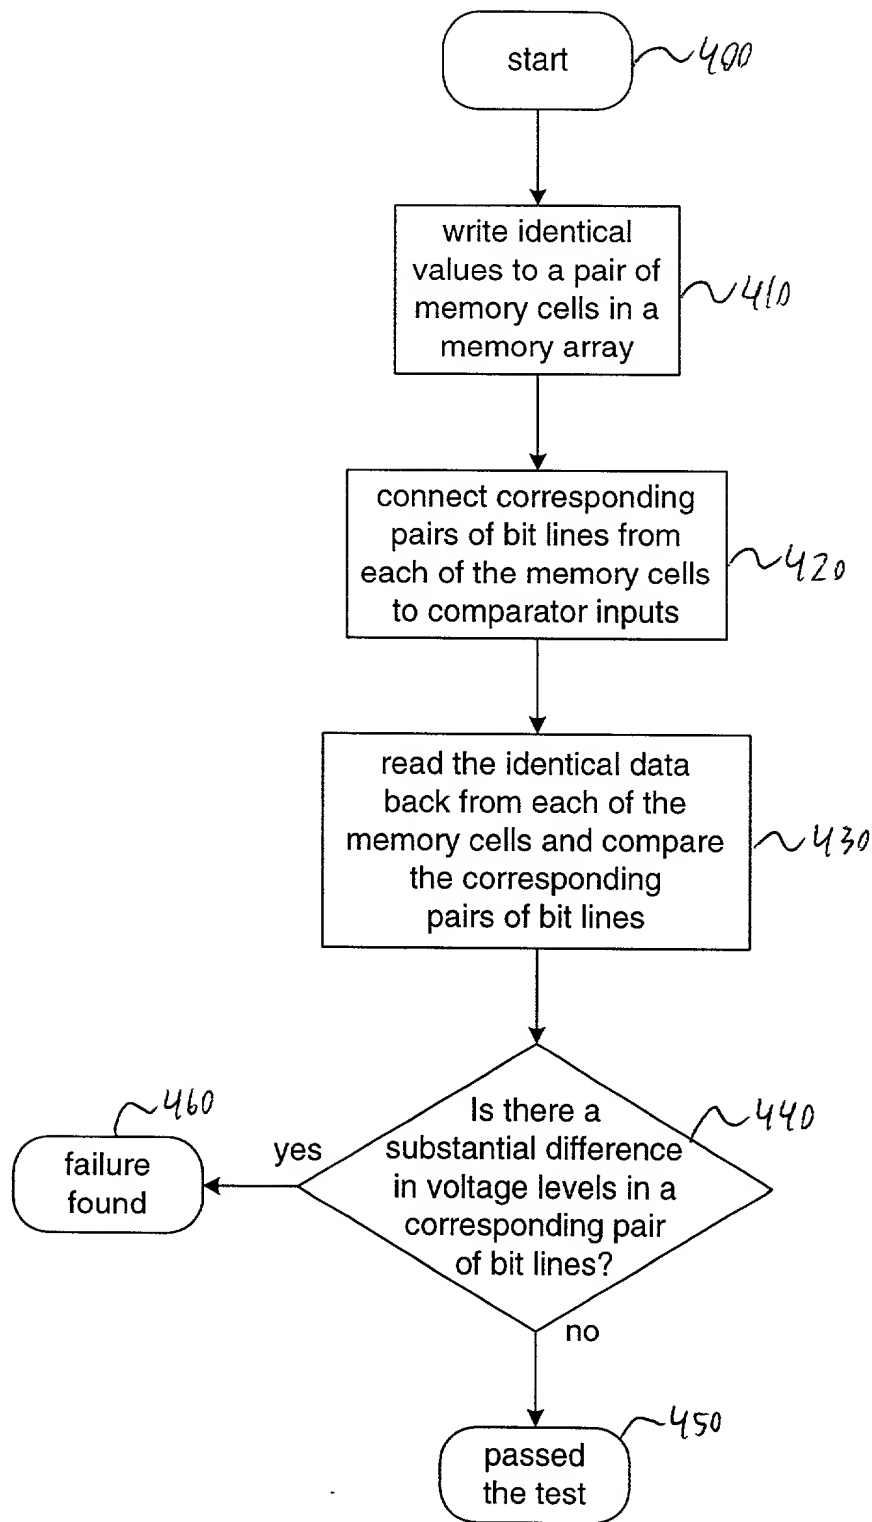 start
400
write identical
values to a pair of
memory cells in a
memory array
410
connect corresponding
pairs of bit lines from
each of the memory cells
to comparator inputs
420
read the identical data
back from each of the
memory cells and compare
the corresponding
pairs of bit lines
430
460
failure
found
yes
Is there a
substantial difference
in voltage levels in a
corresponding pair
of bit lines?
440
no
450
passed
the test